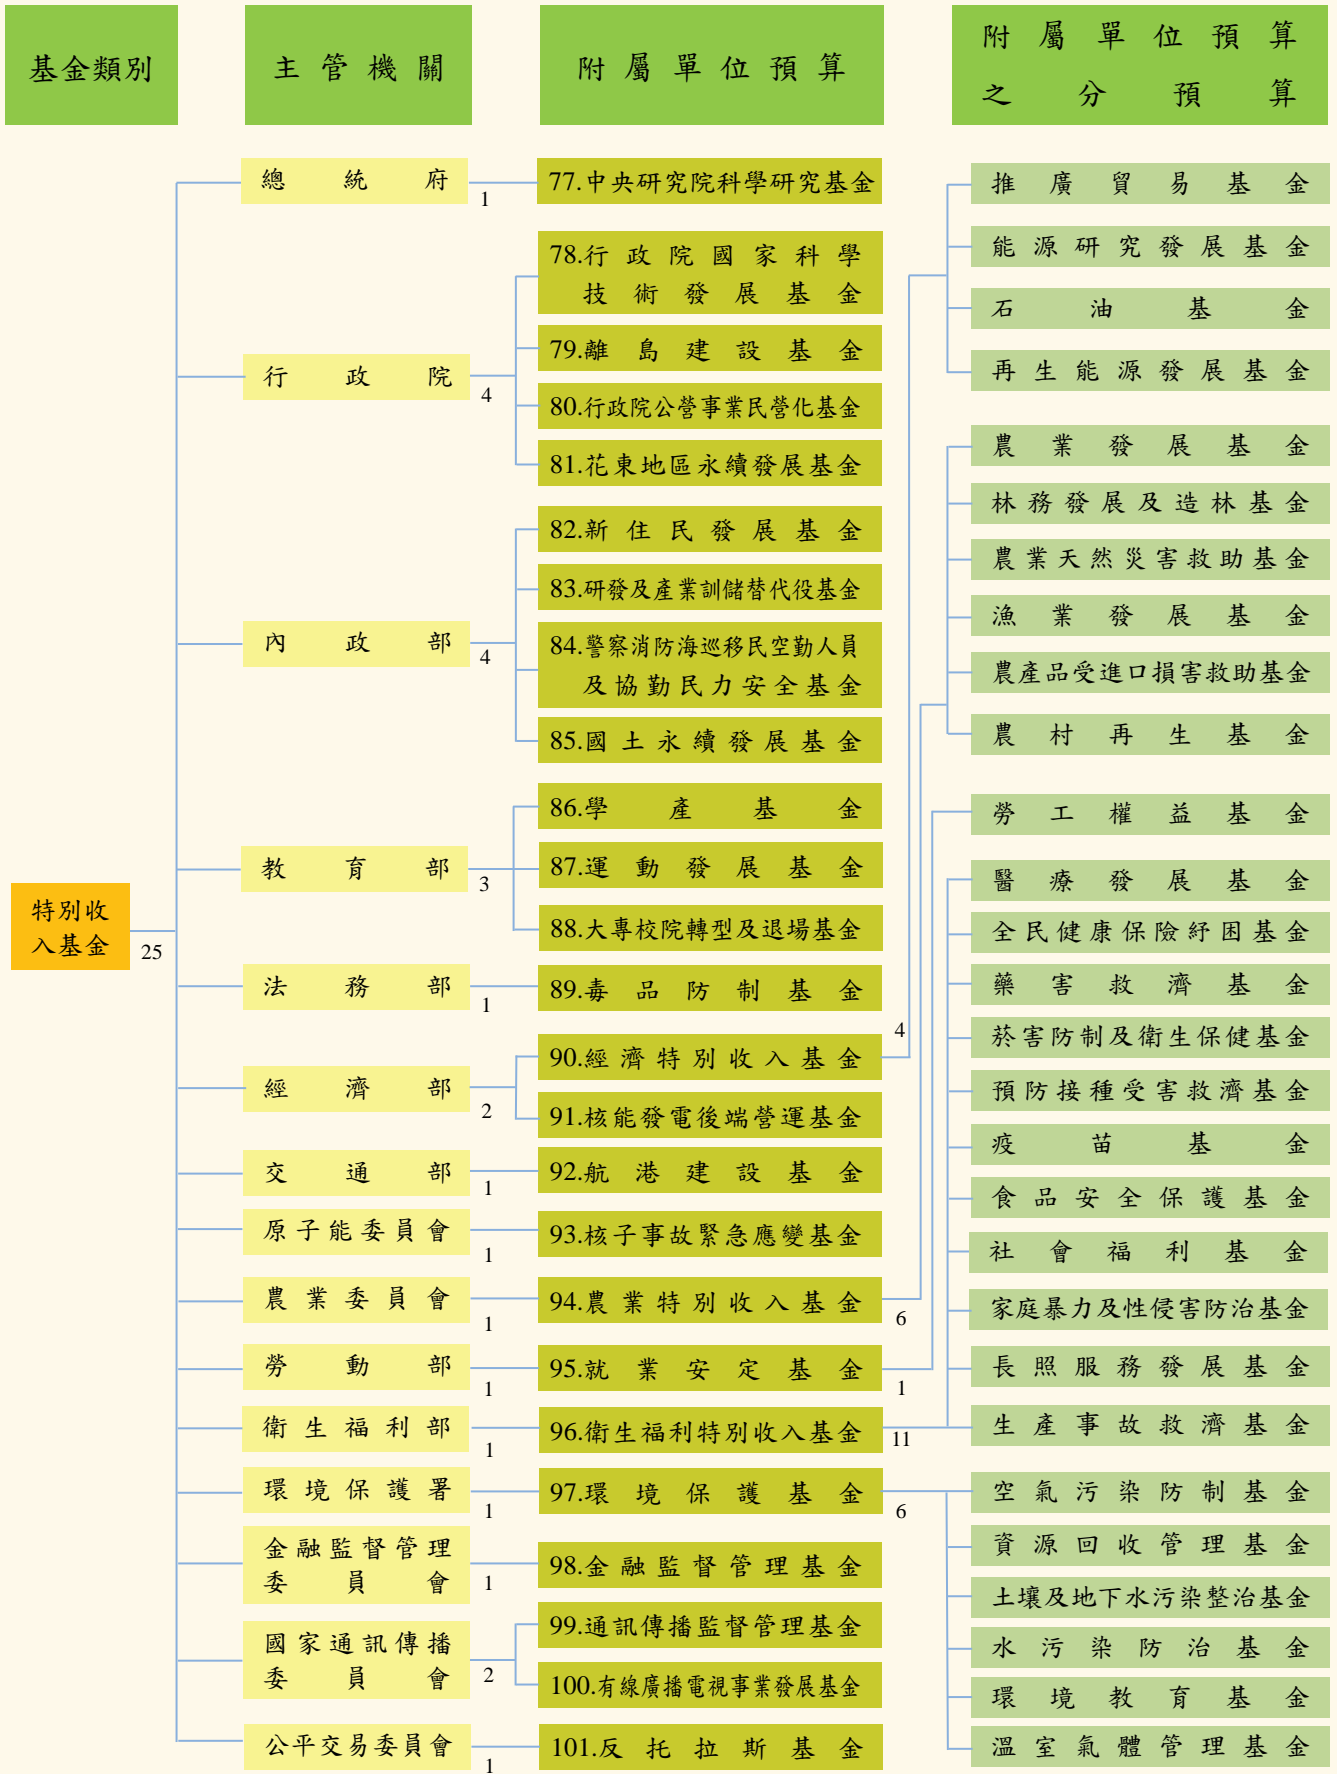 基金類別
主管機關
附屬單位預算
附屬單位預算
之分預算
特別收
入基金
25
總統府
1
77.中央研究院科學研究基金
行政院
4
78.行政院國家科學
技術發展基金
79.離島建設基金
80.行政院公營事業民營化基金
81.花東地區永續發展基金
內政部
4
82.新住民發展基金
83.研發及產業訓儲替代役基金
84.警察消防海巡移民空勤人員
及協勤民力安全基金
85.國土永續發展基金
教育部
3
86.學產基金
87.運動發展基金
88.大專校院轉型及退場基金
法務部
1
89.毒品防制基金
經濟部
2
90.經濟特別收入基金
4
91.核能發電後端營運基金
交通部
1
92.航港建設基金
原子能委員會
1
93.核子事故緊急應變基金
農業委員會
1
94.農業特別收入基金
6
勞動部
1
95.就業安定基金
1
衛生福利部
1
96.衛生福利特別收入基金
11
環境保護署
1
97.環境保護基金
6
金融監督管理
委員會
1
98.金融監督管理基金
國家通訊傳播
委員會
2
99.通訊傳播監督管理基金
100.有線廣播電視事業發展基金
公平交易委員會
1
101.反托拉斯基金
推廣貿易基金
能源研究發展基金
石油基金
再生能源發展基金
農業發展基金
林務發展及造林基金
農業天然災害救助基金
漁業發展基金
農產品受進口損害救助基金
農村再生基金
勞工權益基金
醫療發展基金
全民健康保險紓困基金
藥害救濟基金
菸害防制及衛生保健基金
預防接種受害救濟基金
疫苗基金
食品安全保護基金
社會福利基金
家庭暴力及性侵害防治基金
長照服務發展基金
生產事故救濟基金
空氣污染防制基金
資源回收管理基金
土壤及地下水污染整治基金
水污染防治基金
環境教育基金
溫室氣體管理基金